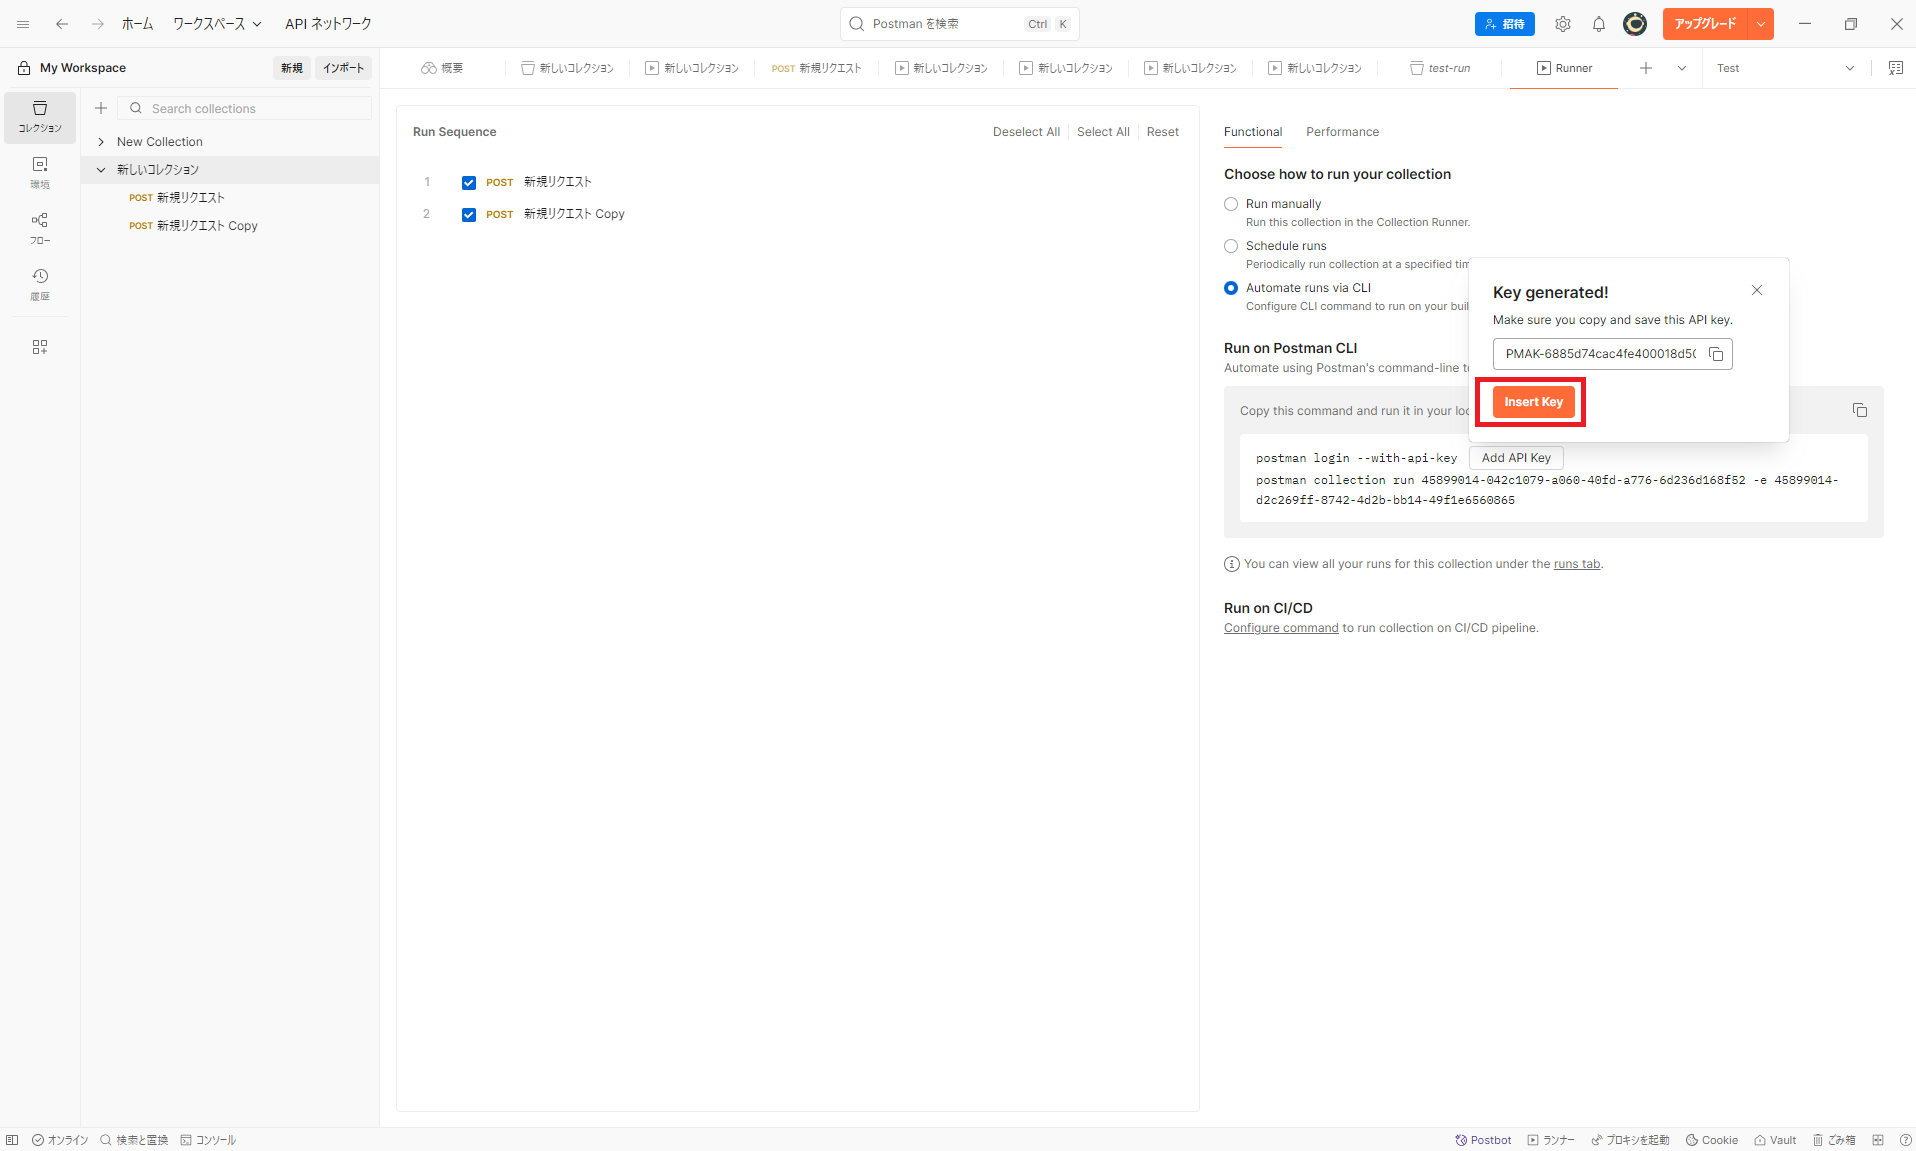 ホーム ワークスペース API ネットワーク Postman を検索 Ctrl K 招待 アップグレード
My Workspace 新規 インポート 概要 新しいコレクション 新しいコレクション POST 新規リクエスト 新しいコレクション 新しいコレクション 新しいコレクション 新しいコレクション test-run Runner Test
コレクション
環境
フロー
履歴
Search collections
New Collection
新しいコレクション
POST 新規リクエスト
POST 新規リクエスト Copy
Run Sequence Deselect All Select All Reset
1 POST 新規リクエスト
2 POST 新規リクエスト Copy
Functional Performance
Choose how to run your collection
Run manually
Run this collection in the Collection Runner.
Schedule runs
Periodically run collection at a specified tim
Automate runs via CLI
Configure CLI command to run on your buil
Run on Postman CLI
Automate using Postman's command-line t
Copy this command and run it in your loc
Key generated!
Make sure you copy and save this API key.
PMAK-6885d74cac4fe400018d5
Insert Key
postman login --with-api-key Add API Key
postman collection run 45899014-042c1079-a060-40fd-a776-6d236d168f52 -e 45899014-
d2c269ff-8742-4d2b-bb14-49f1e6560865
You can view all your runs for this collection under the runs tab.
Run on CI/CD
Configure command to run collection on CI/CD pipeline.
オンライン 検索と置換 コンソール Postbot ランナー プロキシを起動 Cookie Vault ごみ箱